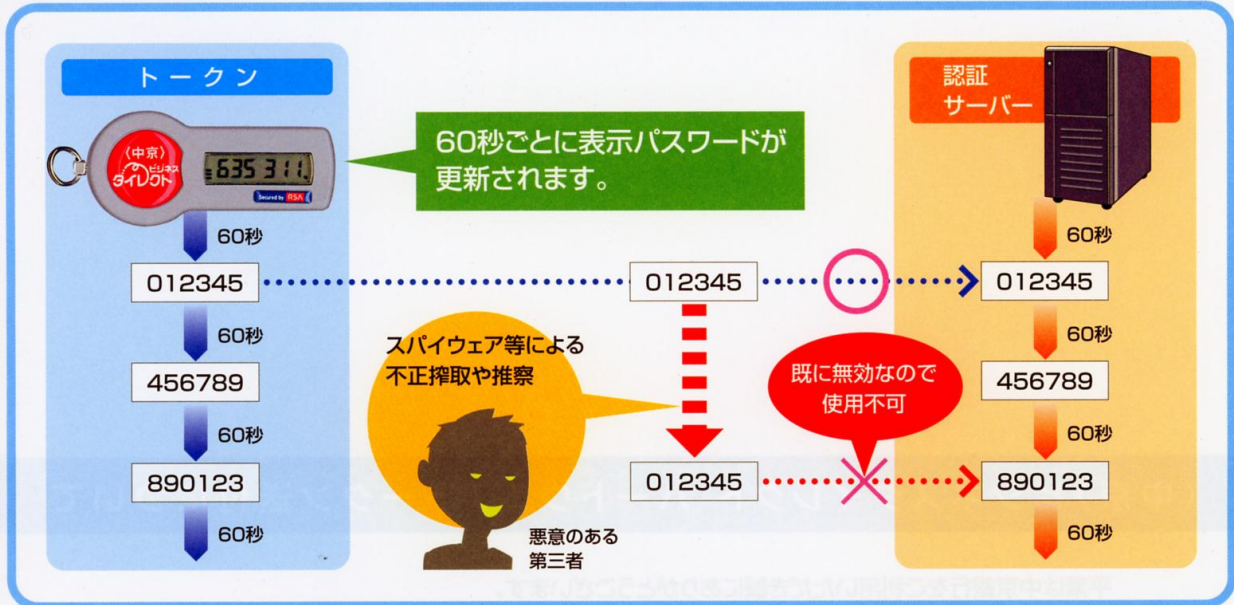 トークン
〈中京〉
ビジネス
ダイレクト
635 311
Secured by RSA
60秒ごとに表示パスワードが
更新されます。
認証
サーバー
60秒
60秒
012345
012345
012345
60秒
60秒
スパイウェア等による
不正搾取や推察
既に無効なので
使用不可
456789
456789
60秒
60秒
890123
012345
890123
60秒
60秒
悪意のある
第三者